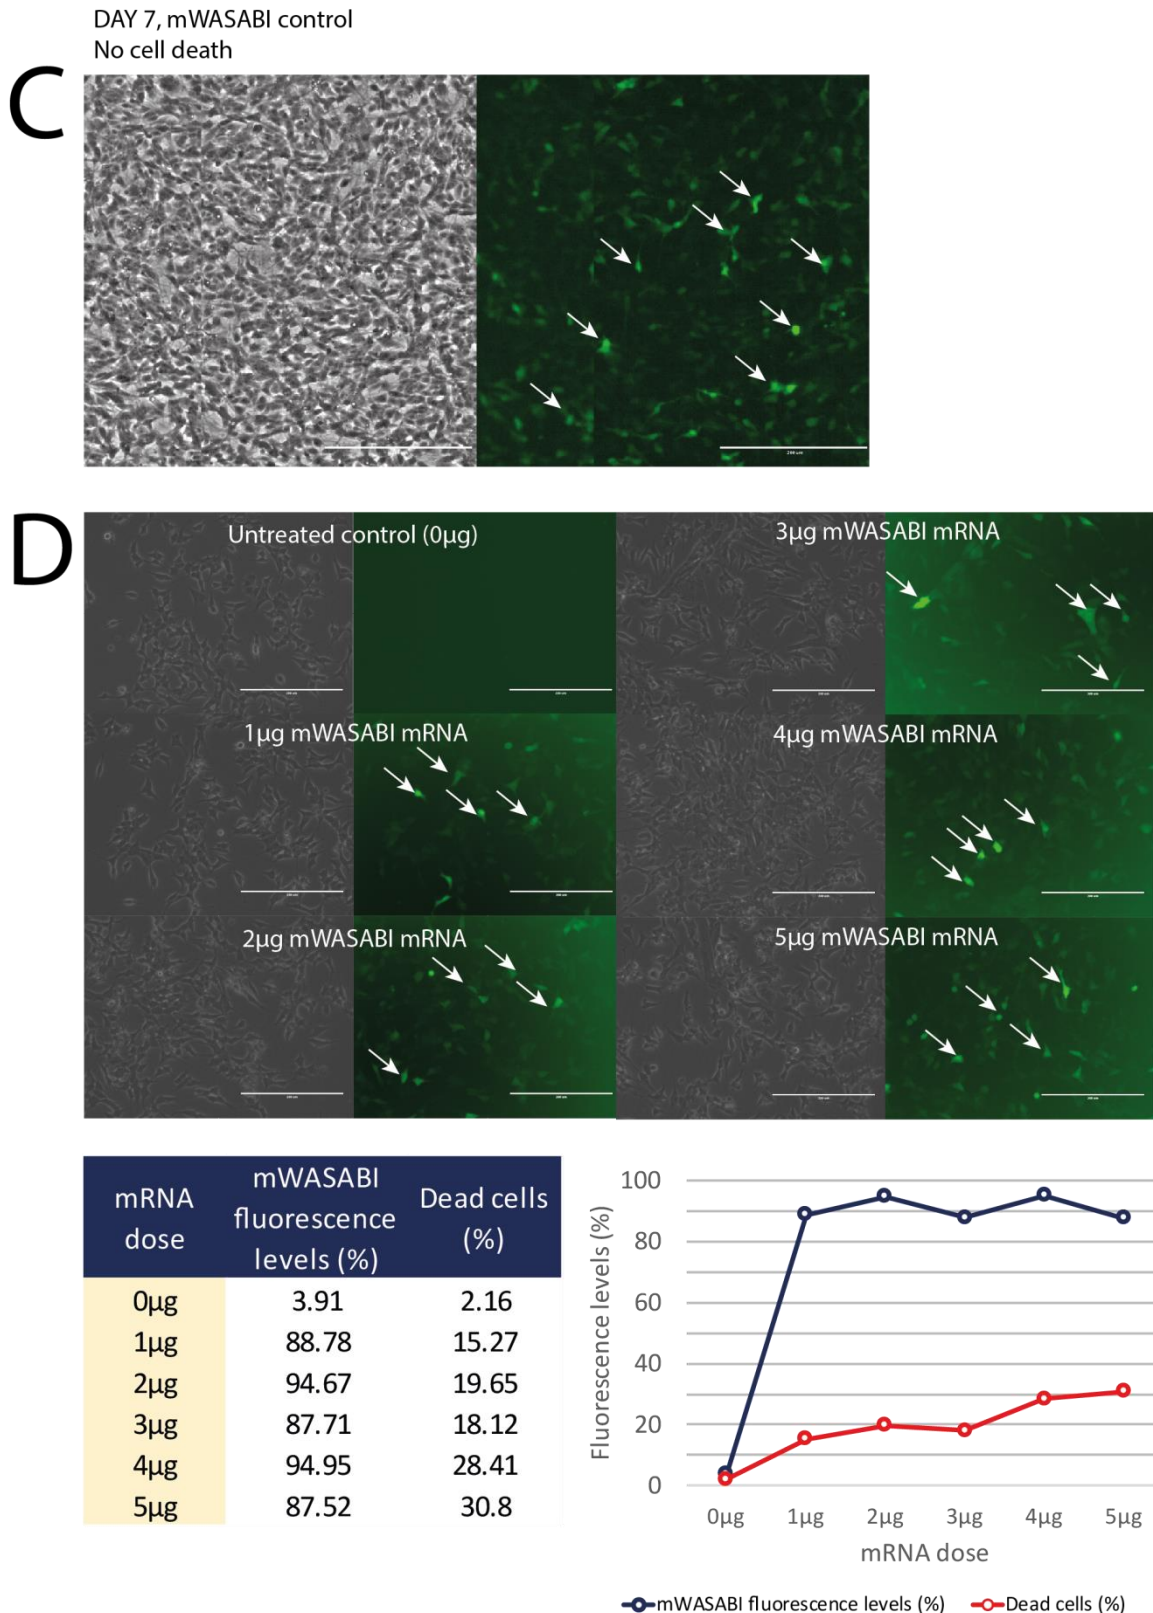 DAY 7, mWASABI control
No cell death
C
200 um
D
Untreated control (0µg)
3µg mWASABI mRNA
1µg mWASABI mRNA
4µg mWASABI mRNA
2µg mWASABI mRNA
5µg mWASABI mRNA
mRNA dose
mWASABI fluorescence levels (%)
Dead cells (%)
0µg 3.91 2.16
1µg 88.78 15.27
2µg 94.67 19.65
3µg 87.71 18.12
4µg 94.95 28.41
5µg 87.52 30.8
Fluorescence levels (%)
100
80
60
40
20
0
0µg 1µg 2µg 3µg 4µg 5µg
mRNA dose
mWASABI fluorescence levels (%) Dead cells (%)